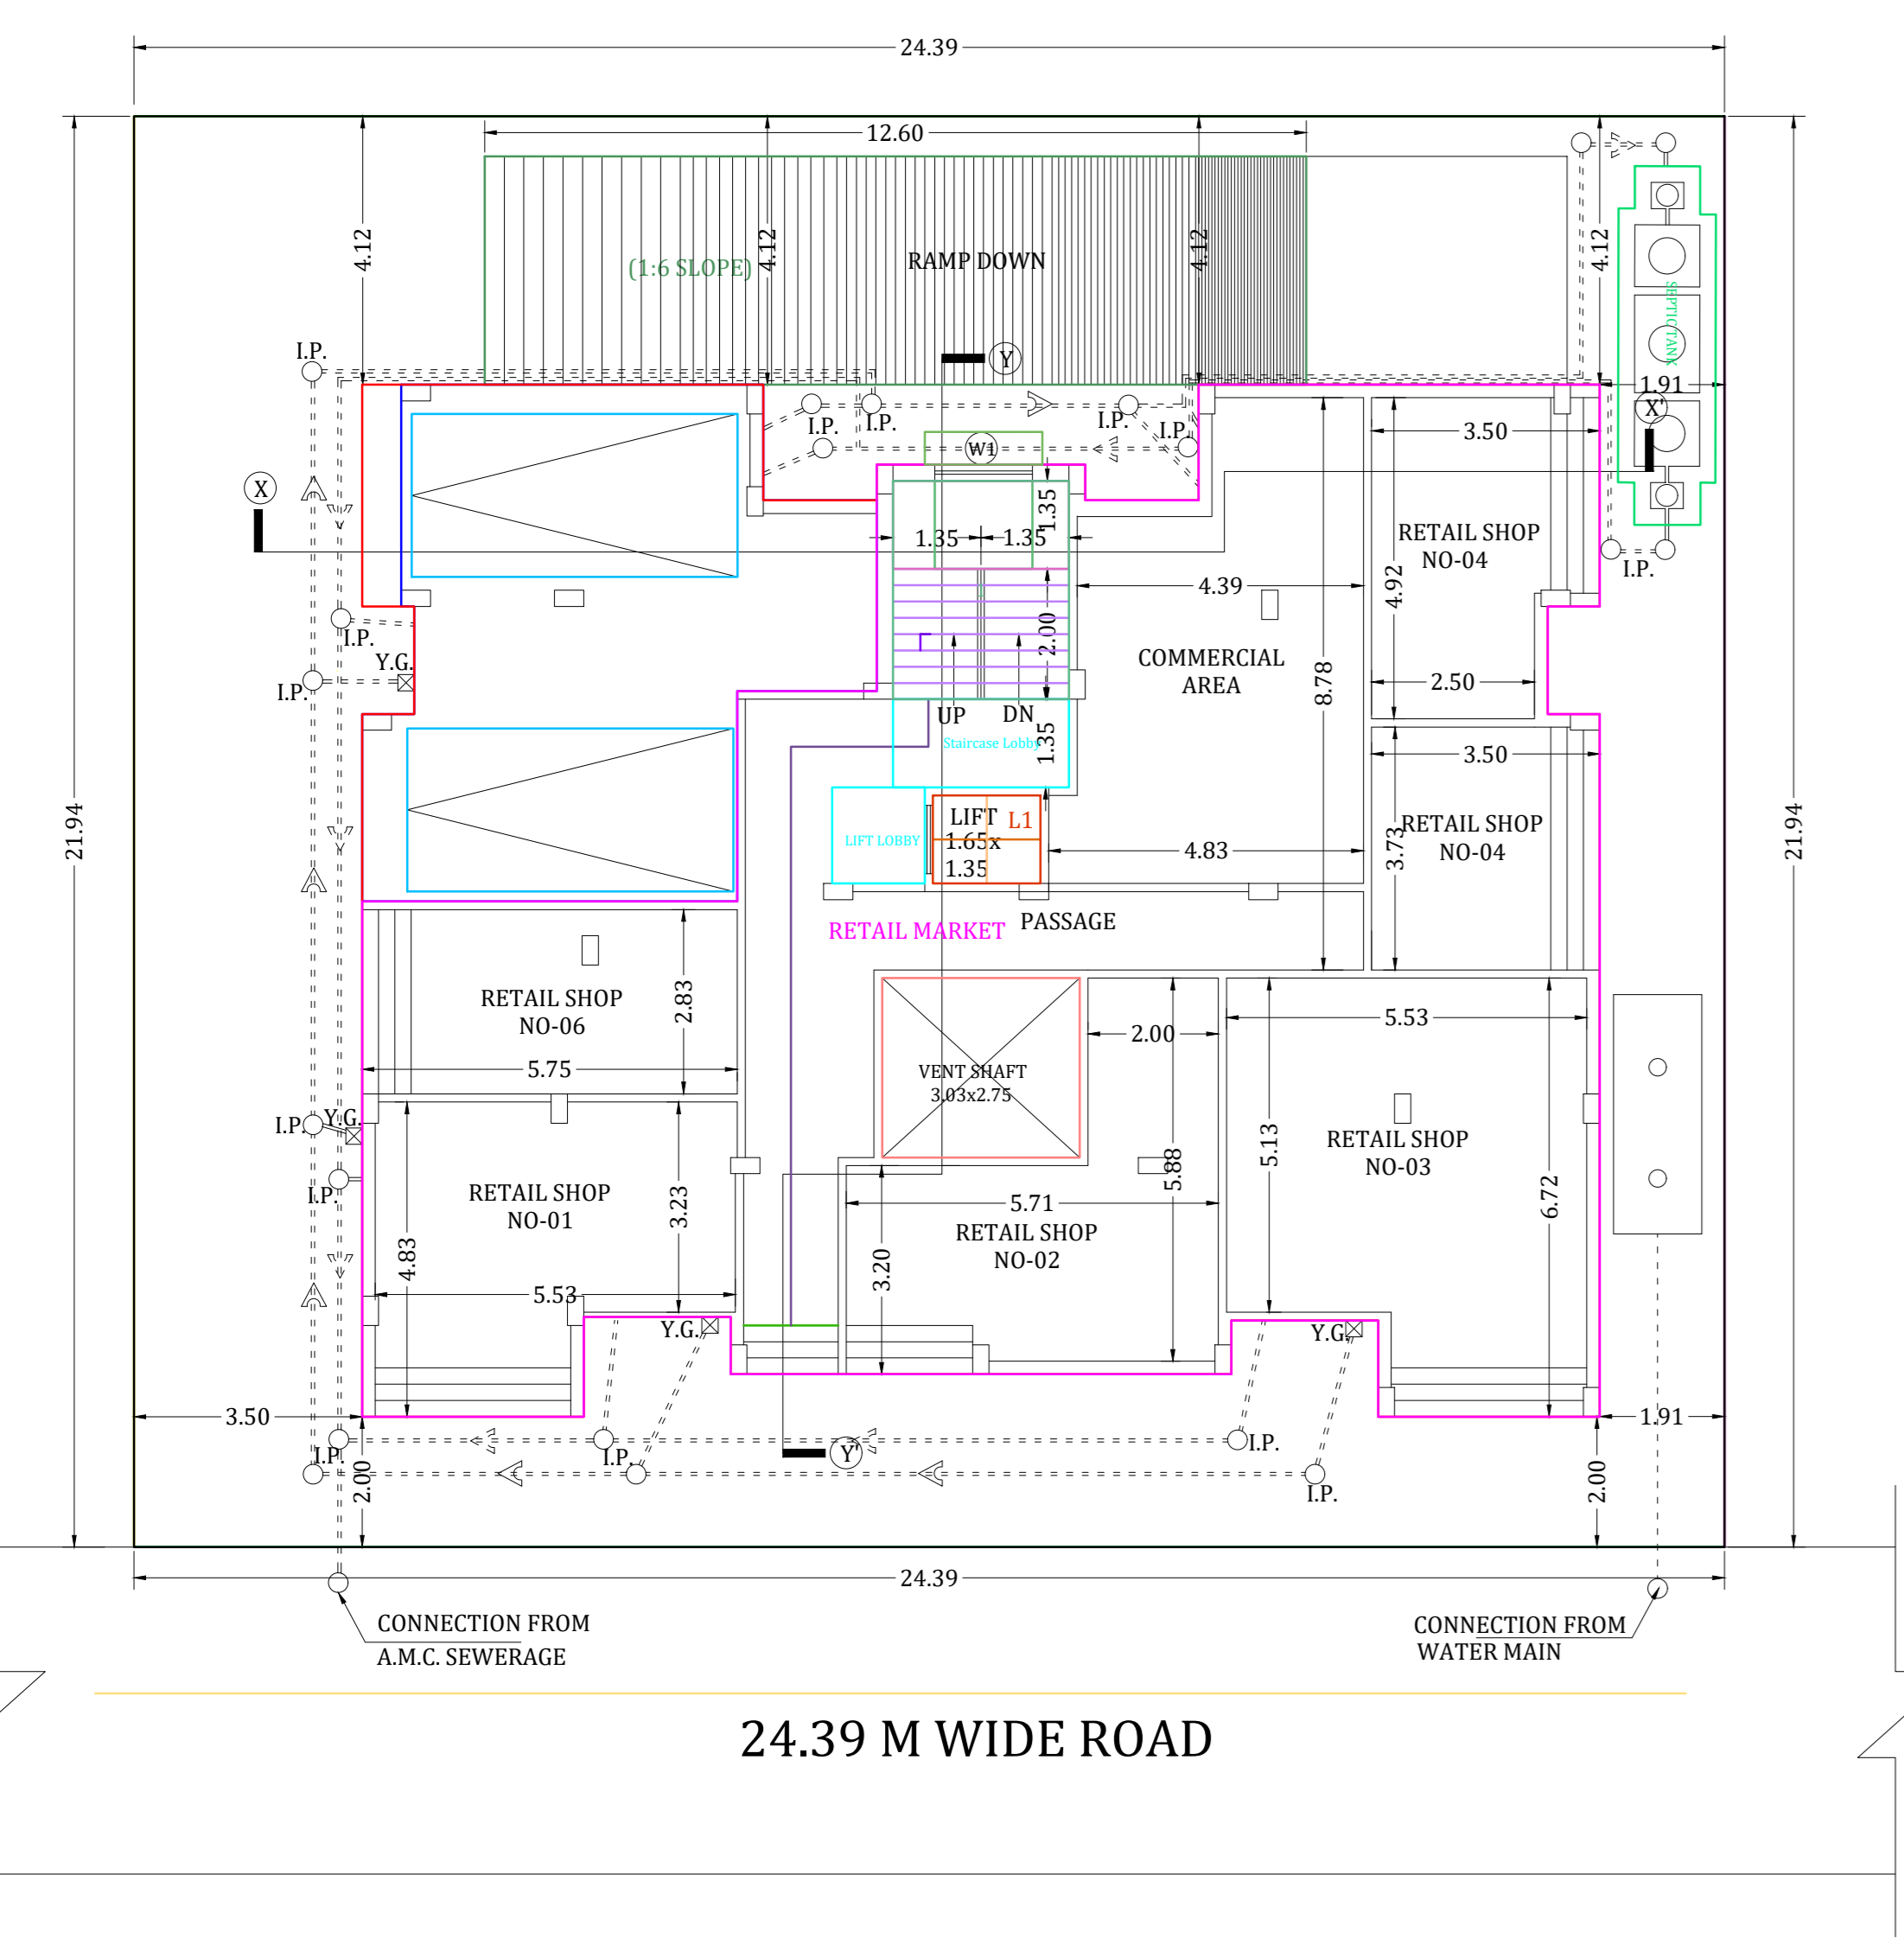 24.39
12.60
4.12
4.12
4.12
4.12
(1:6 SLOPE)
RAMP DOWN
SEPTIC TANK
I.P.
Y
1.91
X'
I.P.
I.P.
I.P.
I.P.
W1
3.50
X
1.35
1.35
1.35
RETAIL SHOP
NO-04
I.P.
4.39
4.92
2.00
I.P.
Y.G.
I.P.
COMMERCIAL
AREA
8.78
2.50
UP
DN
Staircase Lobby
1.35
3.50
21.94
21.94
LIFT
L1
1.65x
1.35
LIFT LOBBY
4.83
3.73
RETAIL SHOP
NO-04
RETAIL MARKET
PASSAGE
RETAIL SHOP
NO-06
2.83
5.75
VENT SHAFT
3.03x2.75
2.00
5.53
I.P.
Y.G.
I.P.
RETAIL SHOP
NO-01
3.23
4.83
5.53
5.71
5.88
RETAIL SHOP
NO-02
3.20
5.13
RETAIL SHOP
NO-03
6.72
Y.G.
Y.G.
3.50
1.91
I.P.
I.P.
Y'
I.P.
I.P.
2.00
2.00
24.39
CONNECTION FROM
A.M.C. SEWERAGE
CONNECTION FROM
WATER MAIN
24.39 M WIDE ROAD